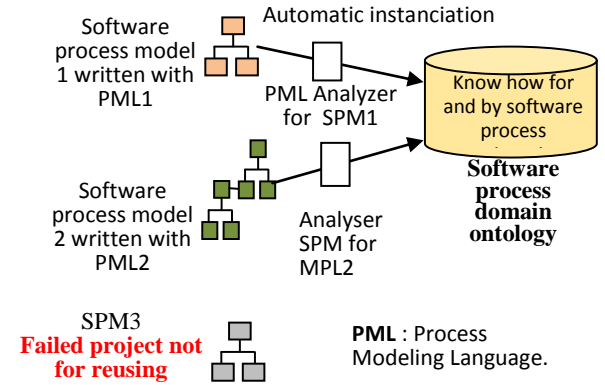 Automatic instanciation
Software
process model
1 written with
PML1
PML Analyzer
for SPM1
Know how for
and by software
process
Software
process
domain
ontology
Software
process model
2 written with
PML2
Analyser
SPM for
MPL2
SPM3
Failed project not
for reusing
PML : Process
Modeling Language.